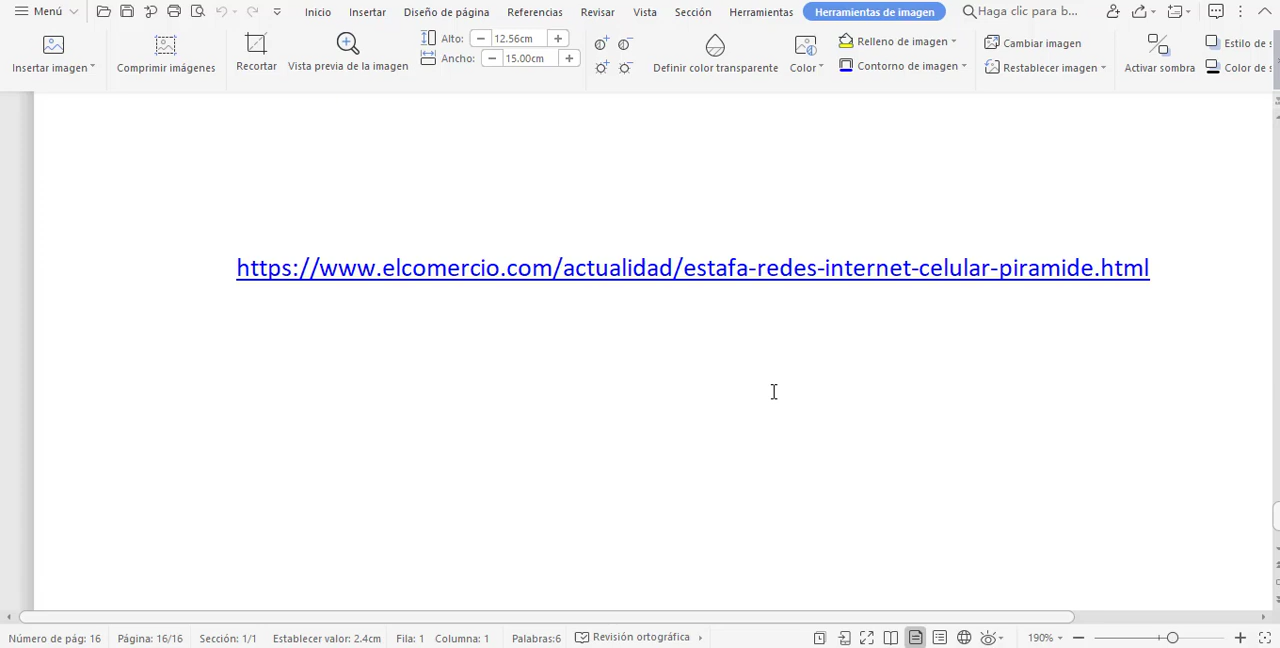 Menú Inicio Insertar Diseño de página Referencias Revisar Vista Sección Herramientas Herramientas de imagen Haga clic para b...
Alto: 12.56cm Relleno de imagen Cambiar imagen Estilo de
Ancho: 15.00cm Contorno de imagen Restablecer imagen Color de
Insertar imagen Comprimir imágenes Recortar Vista previa de la imagen Definir color transparente Color Activar sombra
https://www.elcomercio.com/actualidad/estafa-redes-internet-celular-piramide.html
Número de pág: 16 Página: 16/16 Sección: 1/1 Establecer valor: 2.4cm Fila: 1 Columna: 1 Palabras:6 Revisión ortográfica 190%